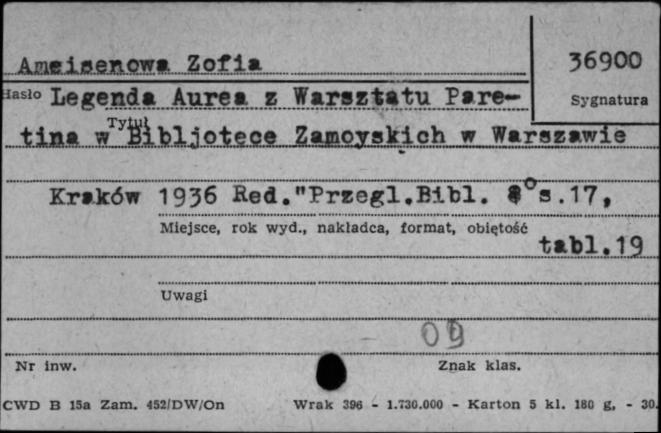 Ameisenowa Zofia
36900
Hasło Legenda Aurea z Warsztatu Pare-
Sygnatura
Tytuł
tina w Bibljotece Zamoyskich w Warszawie
Kraków 1936 Red."Przegl.Bibl. 8°s.17,
Miejsce, rok wyd., nakładca, format, objętość
tabl.19
Uwagi
09
Nr inw.
Znak klas.
CWD B 15a Zam. 452/DW/On Wrak 396 - 1.730.000 - Karton 5 kl. 180 g, - 30.